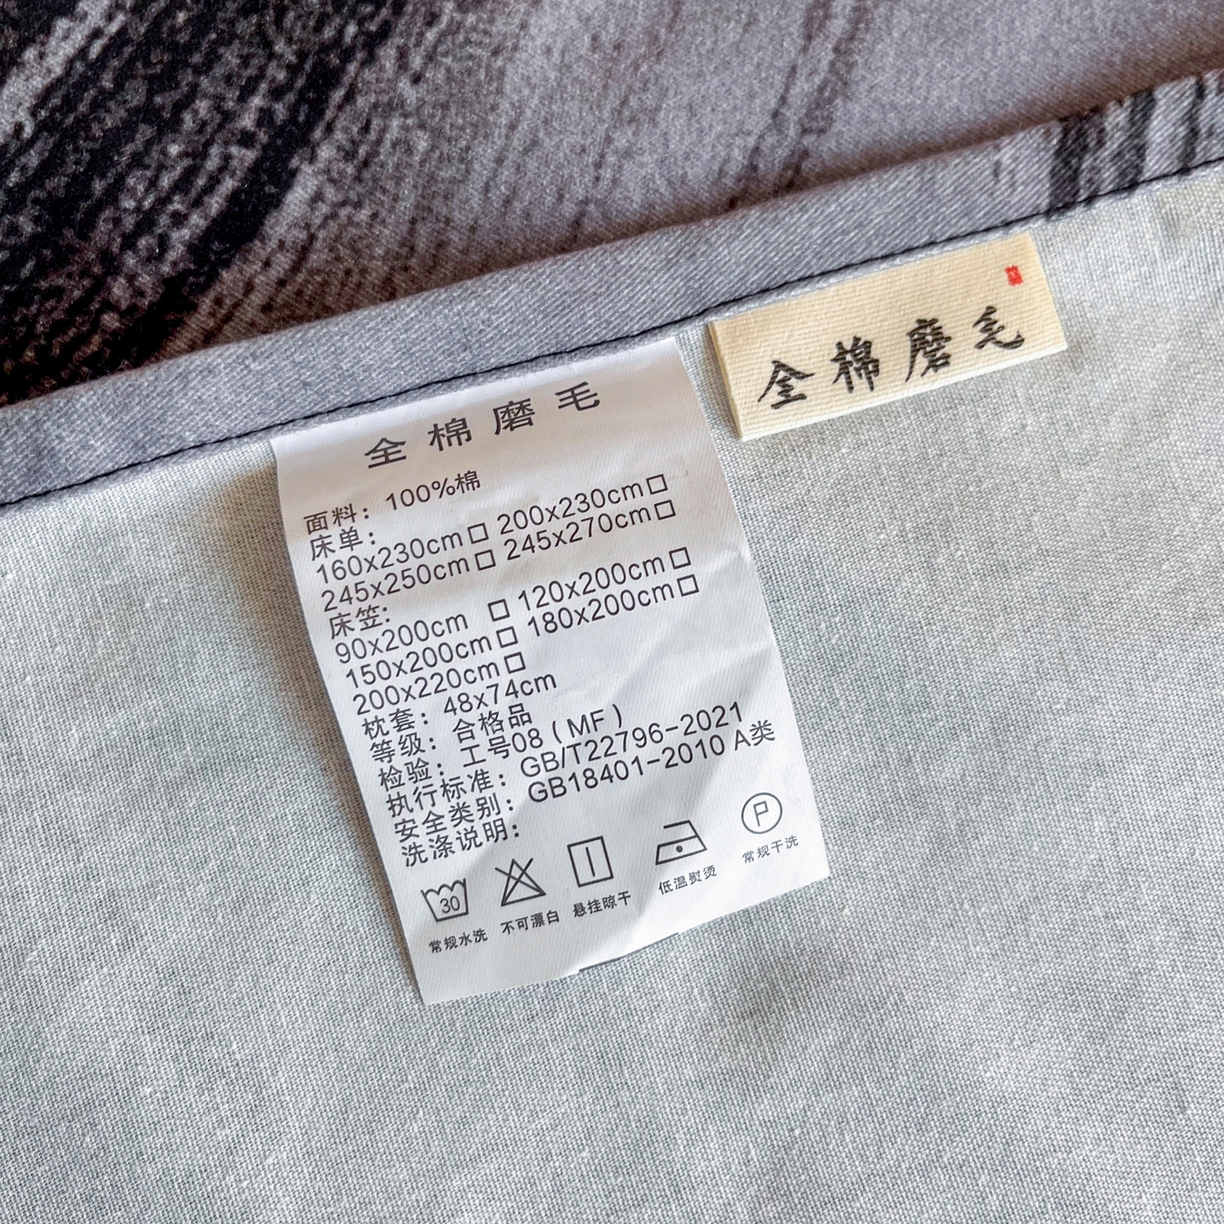 全棉磨毛
全棉磨毛
面料：100%棉
床单：
160x230cm□ 200x230cm□
245x250cm□ 245x270cm□
床笠：
90x200cm □ 120x200cm□
150x200cm□ 180x200cm□
200x220cm□
枕套：48x74cm
等级：合格品
检验：工号08（MF）
执行标准：GB/T22796-2021
安全类别：GB18401-2010 A类
洗涤说明：
30
P
常规水洗 不可漂白 悬挂晾干 低温熨烫 常规干洗